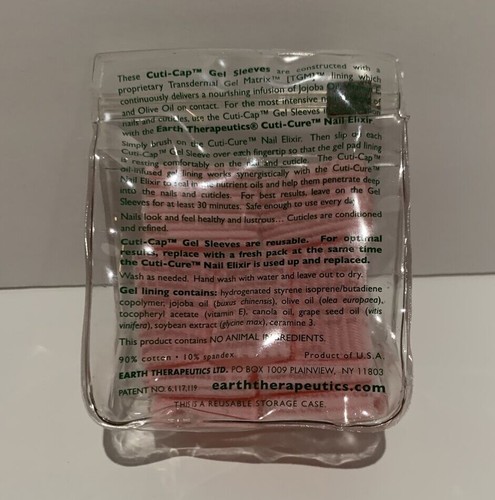 These Cuti-Cap™ Gel Sleeves are constructed with a
proprietary Transdermal Gel Matrix™ [TGM]™ lining which
continuously delivers a nourishing infusion of Jojoba
and Olive Oil on contact. For the most intensive
nails and cuticles, use the Cuti-Cap™ Gel Sleeves
with the Earth Therapeutics® Cuti-Cure™ Nail Elixir
simply brush on the Cuti-Cure™ Nail Elixir. Then slip each
Cuti-Cap™ Gel Sleeve over each fingertip so that the gel pad lining
is resting comfortably on the nail and cuticle. The Cuti-Cap™
oil-infused gel lining works synergistically with the Cuti-Cure™
Nail Elixir to seal in the nutrient oils and help them penetrate deep
into the nails and cuticles. For best results, leave on the Gel
Sleeves for at least 30 minutes. Safe enough to use every day.
Nails look and feel healthy and lustrous... Cuticles are conditioned
and refined.
Cuti-Cap™ Gel Sleeves are reusable. For optimal
results, replace with a fresh pack at the same time
the Cuti-Cure™ Nail Elixir is used up and replaced.
Wash as needed. Hand wash with water and leave out to dry.
Gel lining contains: hydrogenated styrene isoprene/butadiene
copolymer, jojoba oil (buxus chinensis), olive oil (olea europaea),
tocopheryl acetate (vitamin E), canola oil, grape seed oil (vitis
vinifera), soybean extract (glycine max), ceramine 3.
This product contains NO ANIMAL INGREDIENTS.
90% cotton • 10% spandex. Product of U.S.A.
EARTH THERAPEUTICS LTD. PO BOX 1009 PLAINVIEW, NY 11803
PATENT NO. 6,117,119 earththerapeutics.com
THIS IS A REUSABLE STORAGE CASE.